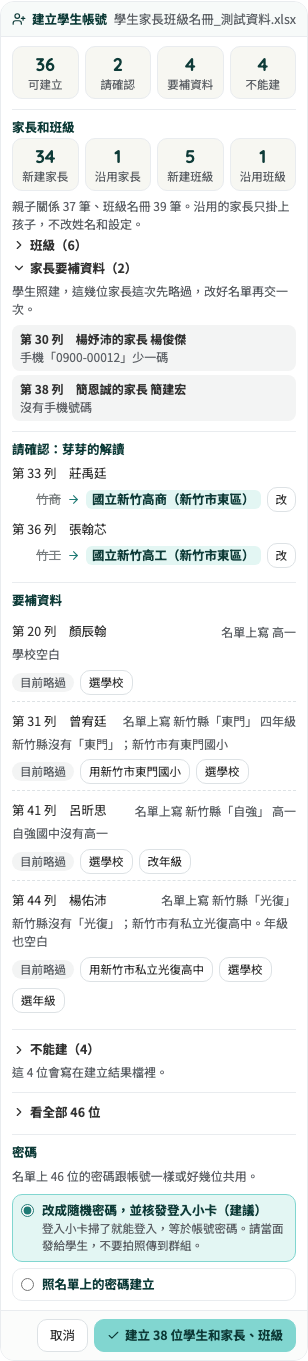 建立學生帳號 學生家長班級名冊_測試資料.xlsx
36 2 4 4
可建立 請確認 要補資料 不能建
家長和班級
34 1 5 1
新建家長 沿用家長 新建班級 沿用班級
親子關係 37 筆、班級名冊 39 筆。沿用的家長只掛上
孩子，不改姓名和設定。
班級（6）
家長要補資料（2）
學生照建，這幾位家長這次先略過，改好名單再交一
次。
第 30 列 楊妤沛的家長 楊俊傑
手機「0900-00012」少一碼
第 38 列 簡恩誠的家長 簡建宏
沒有手機號碼
請確認：芽芽的解讀
第 33 列 莊禹廷
竹商 → 國立新竹高商（新竹市東區） 改
第 36 列 張翰芯
竹工 → 國立新竹高工（新竹市東區） 改
要補資料
第 20 列 顏辰翰 名單上寫 高一
學校空白
目前略過 選學校
第 31 列 曾宥廷 名單上寫 新竹縣「東門」 四年級
新竹縣沒有「東門」；新竹市有東門國小
目前略過 用新竹市東門國小 選學校
第 41 列 呂昕思 名單上寫 新竹縣「自強」 高一
自強國中沒有高一
目前略過 選學校 改年級
第 44 列 楊佑沛 名單上寫 新竹縣「光復」
新竹縣沒有「光復」；新竹市有私立光復高中。年級
也空白
目前略過 用新竹市私立光復高中 選學校
選年級
不能建（4）
這 4 位會寫在建立結果檔裡。
看全部 46 位
密碼
名單上 46 位的密碼跟帳號一樣或好幾位共用。
改成隨機密碼，並核發登入小卡（建議）
登入小卡掃了就能登入，等於帳號密碼。請當面
發給學生，不要拍照傳到群組。
照名單上的密碼建立
取消 建立 38 位學生和家長、班級